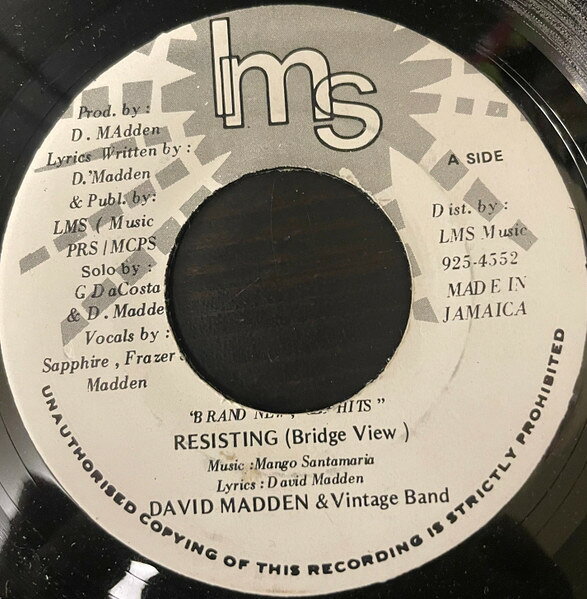 lms
Prod. by :
D. MAdden
Lyrics Written by :
D.'Madden
& Publ. by:
LMS ( Music
PRS/MCPS
Solo by :
G DaCosta
& D. Madde
Vocals by :
Sapphire , Frazer
Madden
A SIDE
Dist. by :
LMS Music
925-4552
MADE IN
JAMAICA
"BRAND HITS"
RESISTING (Bridge View )
Music :Mango Santamaria
Lyrics : David Madden
DAVID MADDEN & Vintage Band
UNAUTHORISED COPYING OF THIS RECORDING IS STRICTLY PROHIBITED